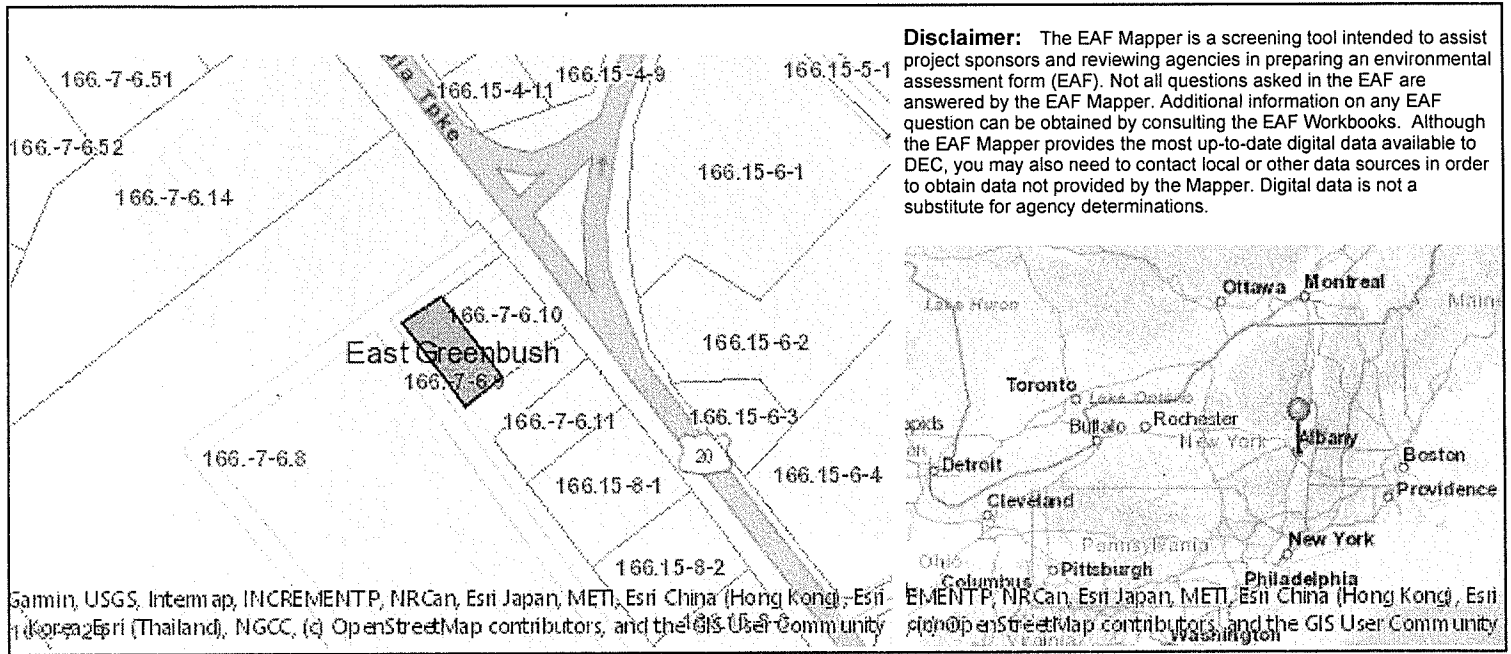 Disclaimer: The EAF Mapper is a screening tool intended to assist
project sponsors and reviewing agencies in preparing an environmental
assessment form (EAF). Not all questions asked in the EAF are
answered by the EAF Mapper. Additional information on any EAF
question can be obtained by consulting the EAF Workbooks. Although
the EAF Mapper provides the most up-to-date digital data available to
DEC, you may also need to contact local or other data sources in order
to obtain data not provided by the Mapper. Digital data is not a
substitute for agency determinations.
166.-7-6.51
166.15-4-11
166.15-4-9
166.15-5-1
Tpke
166.-7-6.52
166.-7-6.14
166.15-6-1
166.-7-6.10
East Greenbush
166.-7-6.9
166.15-6-2
166.-7-6.11
166.15-6-3
20
166.-7-6.8
166.15-8-1
166.15-6-4
166.15-8-2
Garmin, USGS, Intermap, INCREMENT P, NRCan, Esri Japan, METI, Esri China (Hong Kong), Esri
Korea, Esri (Thailand), NGCC, (c) OpenStreetMap contributors, and the GIS User Community
Ottawa
Montreal
Lake Huron
Main
Toronto
Lake Ontario
Rochester
Buffalo
New York
Albany
apids
Detroit
Boston
Providence
Cleveland
Pennsylvania
New York
Ohio
Pittsburgh
Columbus
Philadelphia
EMENT P, NRCan, Esri Japan, METI, Esri China (Hong Kong), Esri
OpenStreetMap contributors, and the GIS User Community
Washington